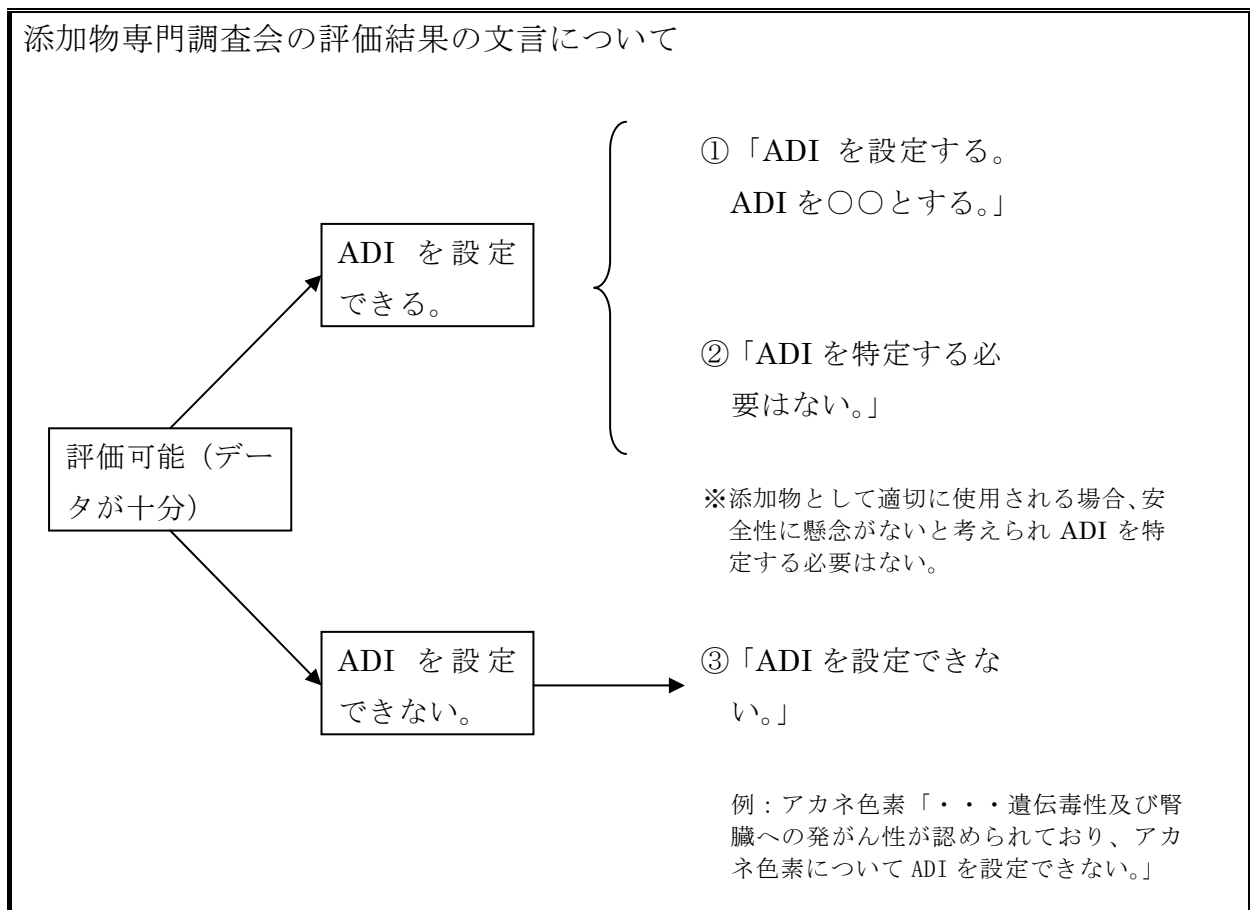 添加物専門調査会の評価結果の文言について
①「ADI を設定する。
ADI を○○とする。」
ADI を設定
できる。
②「ADI を特定する必
要はない。」
評価可能（デー
タが十分）
※添加物として適切に使用される場合、安
全性に懸念がないと考えられ ADI を特
定する必要はない。
ADI を設定
できない。
③「ADI を設定できな
い。」
例：アカネ色素「・・・遺伝毒性及び腎
臓への発がん性が認められており、アカ
ネ色素について ADI を設定できない。」